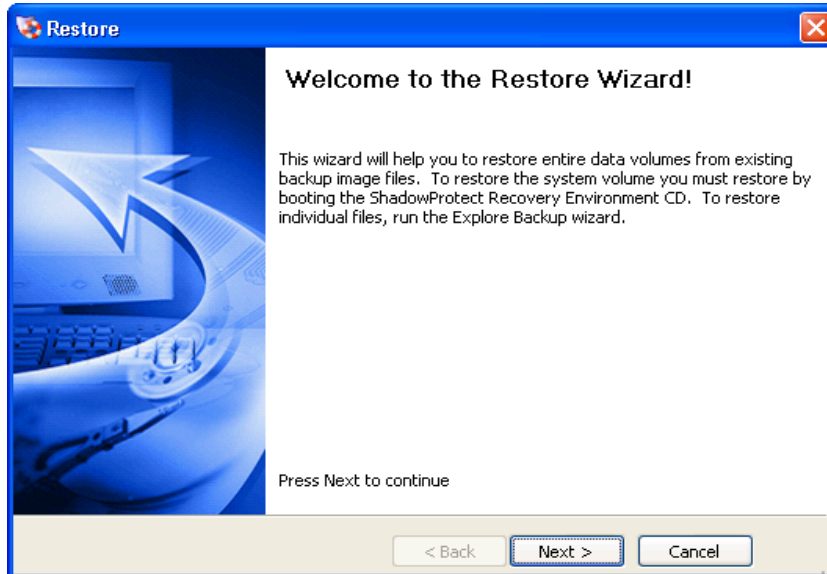 Restore
Welcome to the Restore Wizard!
This wizard will help you to restore entire data volumes from existing
backup image files.  To restore the system volume you must restore by
booting the ShadowProtect Recovery Environment CD.  To restore
individual files, run the Explore Backup wizard.
Press Next to continue
< Back
Next >
Cancel